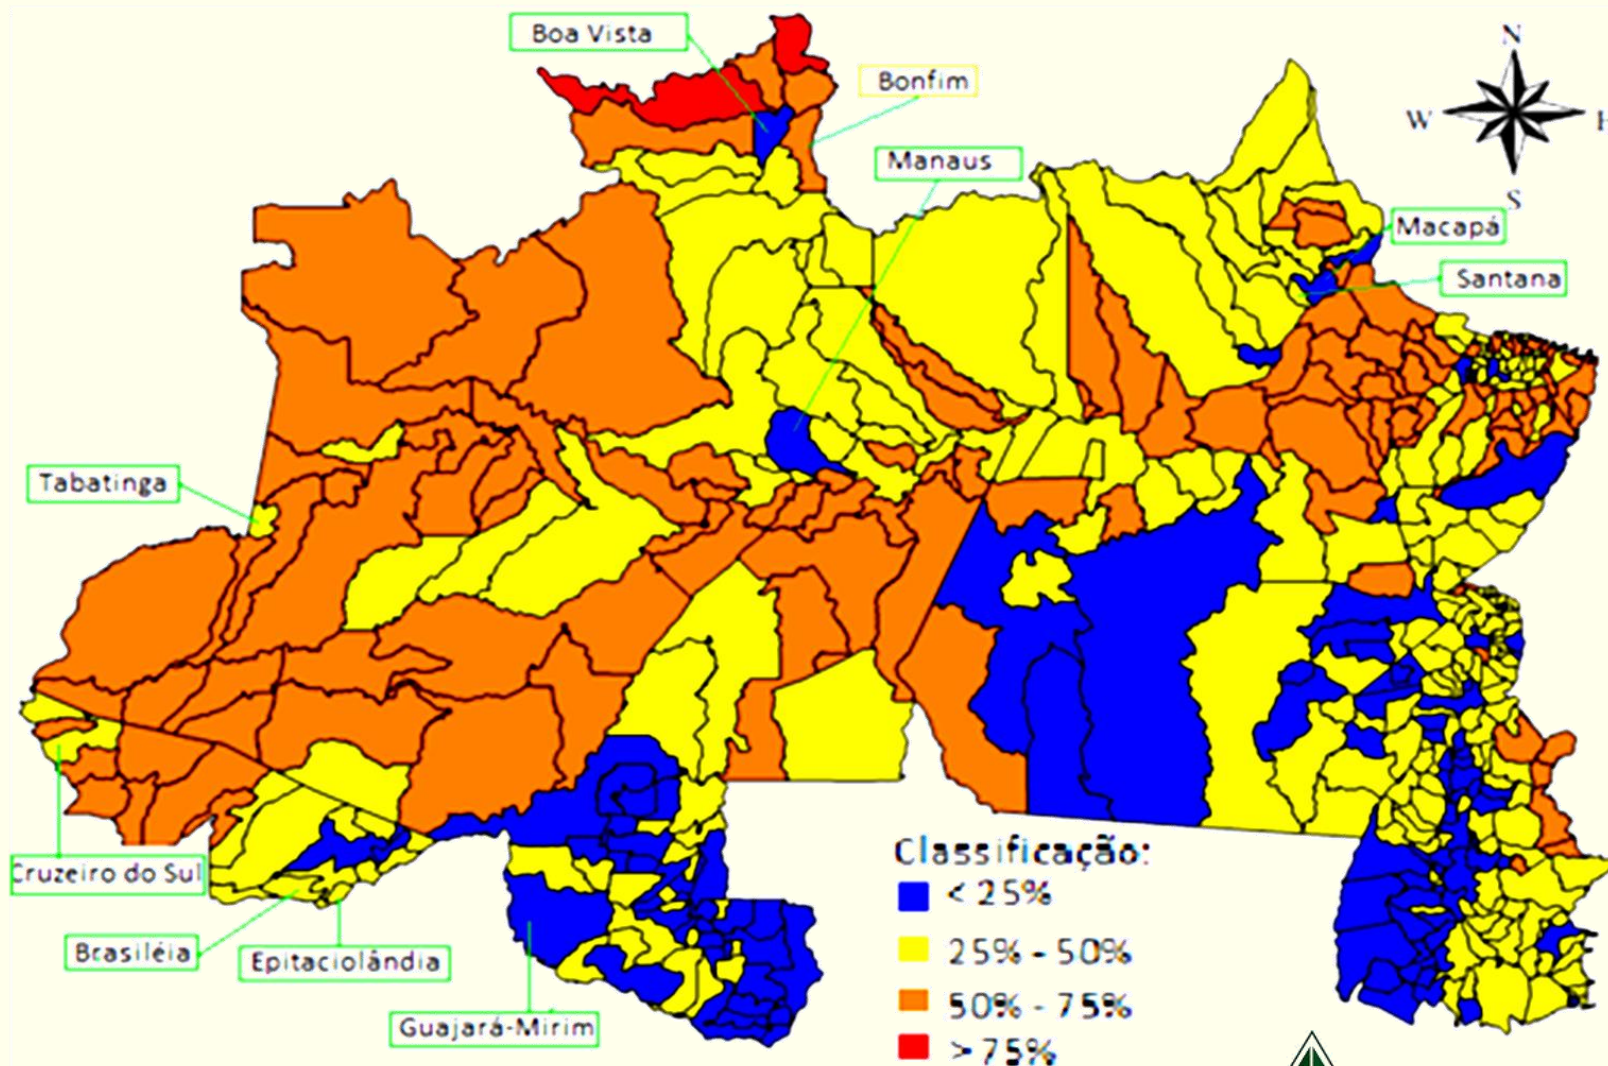 N
Boa Vista
Bonfim
W
Manaus
S
Macapá
Santana
Tabatinga
Classificação:
Cruzeiro do Sul
< 25%
Brasiléia
25% - 50%
Epitaciolândia
50% - 75%
Guajará-Mirim
> 75%